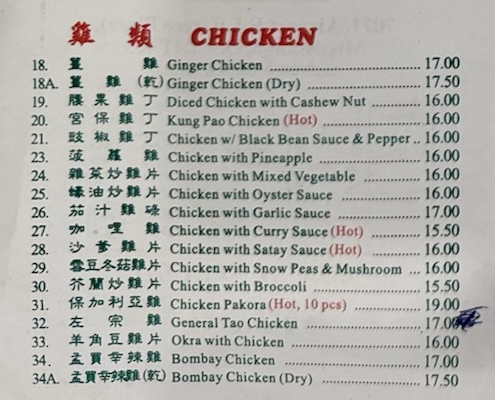 雞 類 CHICKEN
18. 薑 雞 Ginger Chicken 17.00
18A. 薑 雞 (乾) Ginger Chicken (Dry) 17.50
19. 腰 果 雞 丁 Diced Chicken with Cashew Nut 16.00
20. 宮 保 雞 丁 Kung Pao Chicken (Hot) 16.00
21. 豉 椒 雞 丁 Chicken w/ Black Bean Sauce & Pepper .. 16.00
23. 菠 蘿 雞 Chicken with Pineapple 16.00
24. 雜 菜 炒 雞 片 Chicken with Mixed Vegetable 16.00
25. 蠔 油 炒 雞 片 Chicken with Oyster Sauce 16.00
26. 茄 汁 雞 碌 Chicken with Garlic Sauce 17.00
27. 咖 哩 雞 Chicken with Curry Sauce (Hot) 15.50
28. 沙 爹 雞 片 Chicken with Satay Sauce (Hot) 16.00
29. 雪豆冬菇雞片 Chicken with Snow Peas & Mushroom ... 16.00
30. 芥 蘭 炒 雞 片 Chicken with Broccoli 15.50
31. 保 加 利 亞 雞 Chicken Pakora (Hot, 10 pcs) 19.00
32. 左 宗 雞 General Tao Chicken 17.00
33. 羊 角 豆 雞 片 Okra with Chicken 16.00
34. 孟 買 辛 辣 雞 Bombay Chicken 17.00
34A. 孟買辛辣雞 (乾) Bombay Chicken (Dry) 17.50